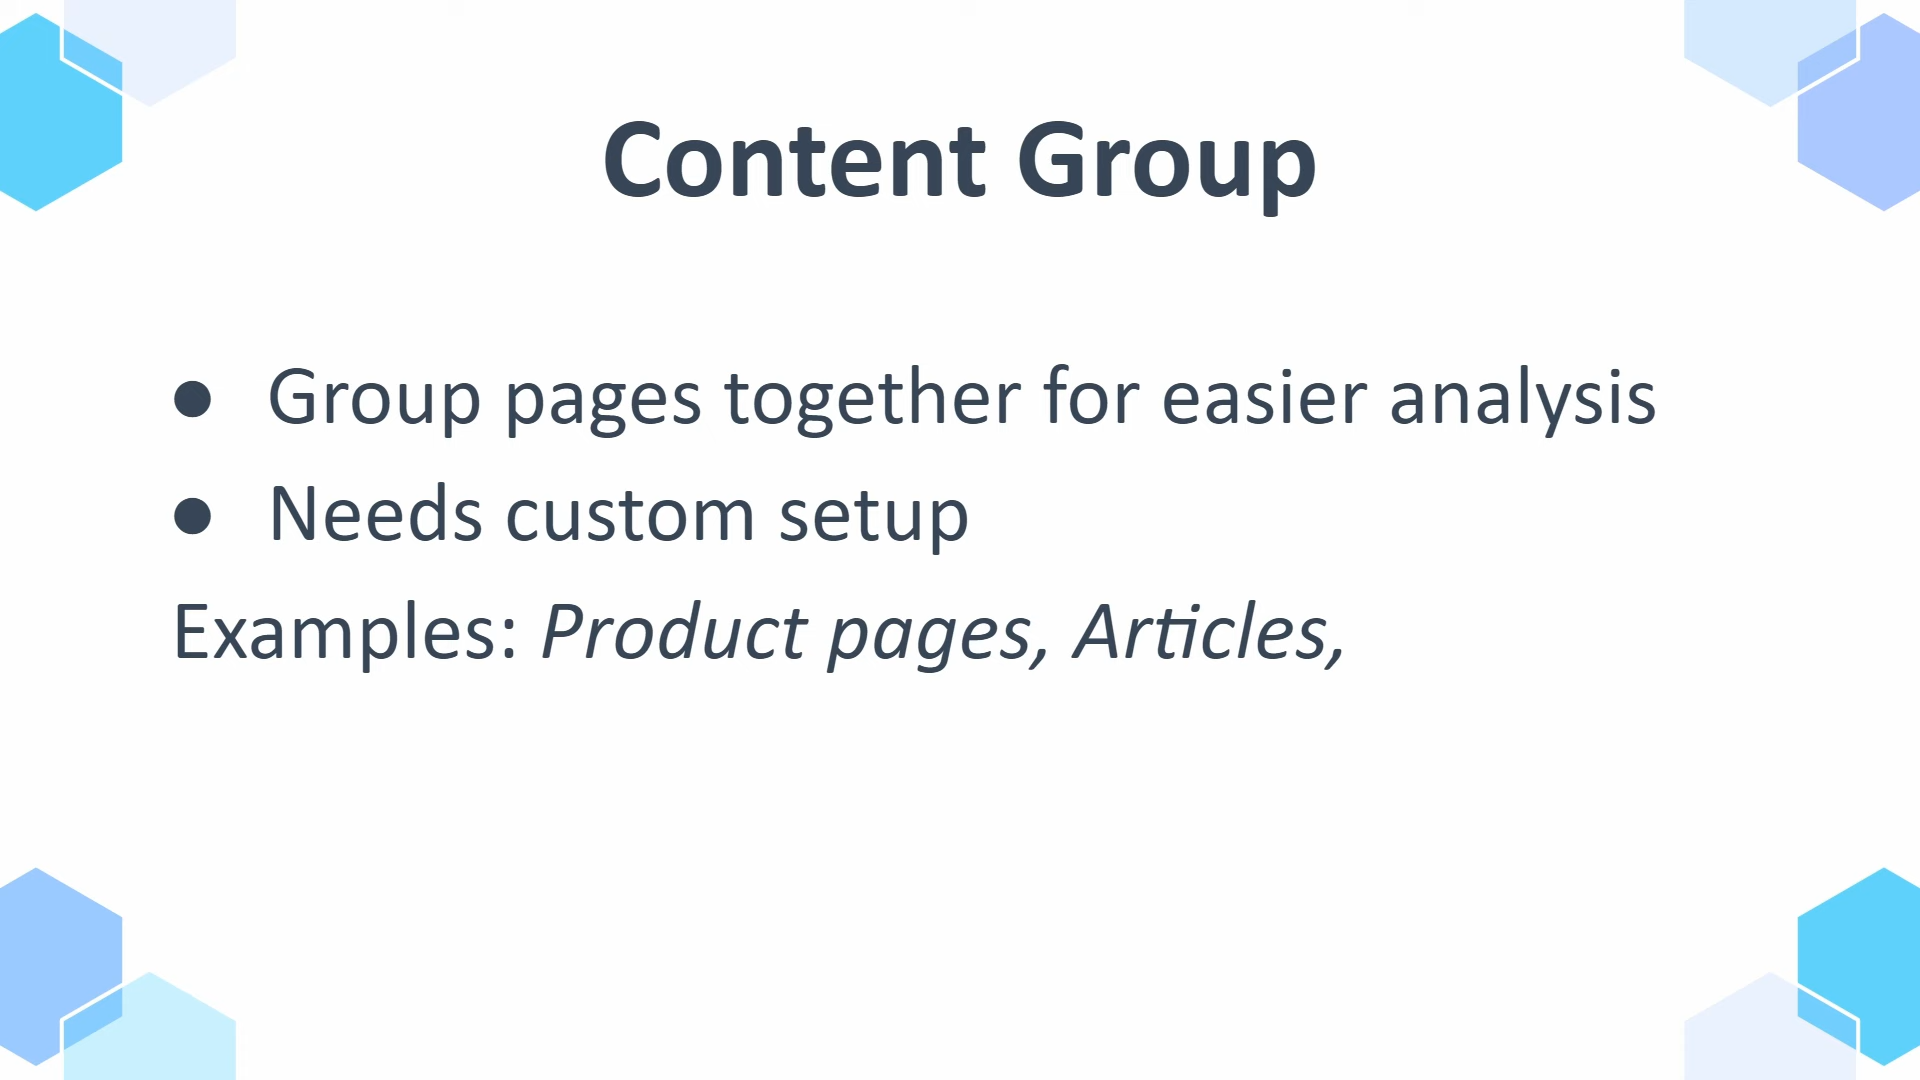 Content Group
● Group pages together for easier analysis
● Needs custom setup
Examples: Product pages, Articles,